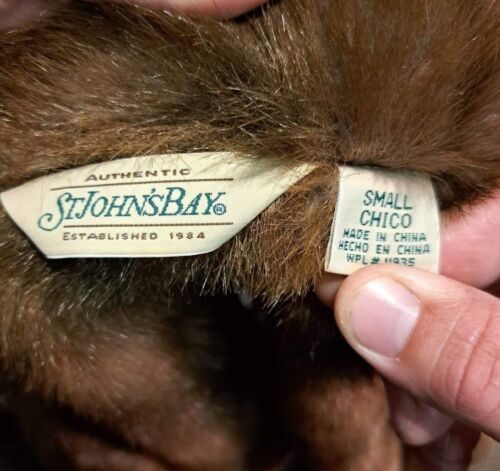 AUTHENTIC
ST. JOHN'S BAY®
ESTABLISHED 1984
SMALL
CHICO
MADE IN CHINA
HECHO EN CHINA
WPL # 11935